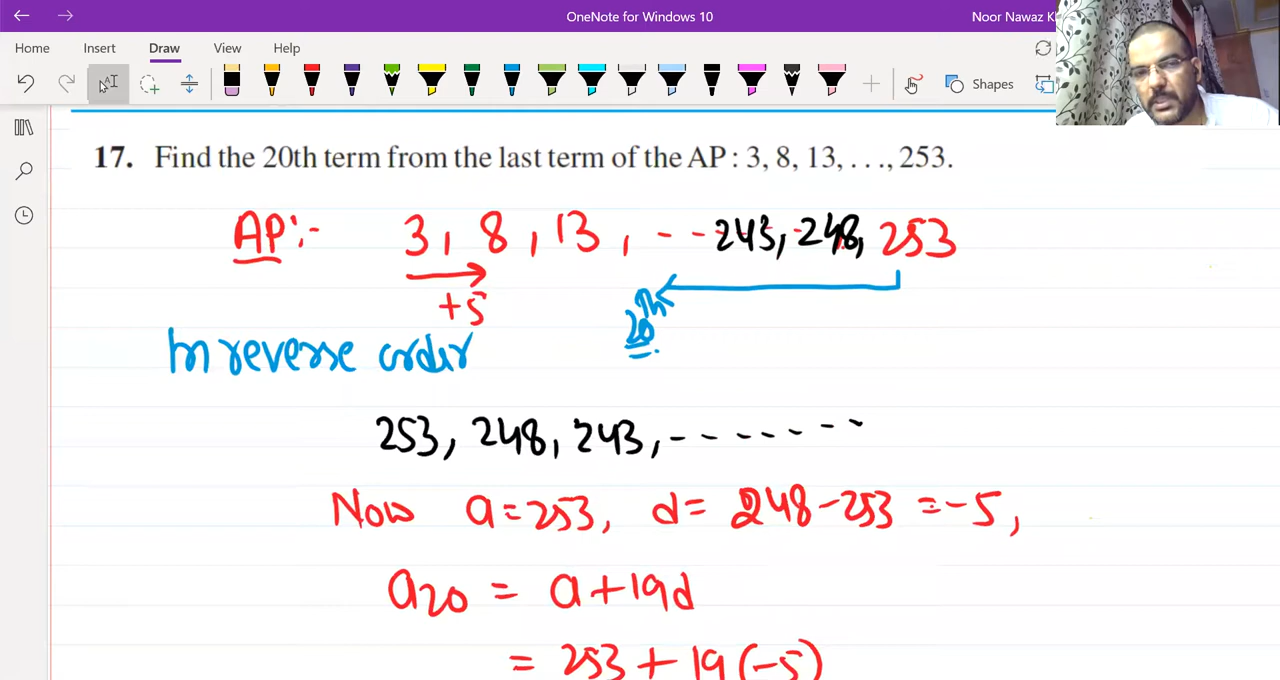 OneNote for Windows 10
Noor Nawaz
Home Insert Draw View Help
Shapes
17. Find the 20th term from the last term of the AP : 3, 8, 13, . . ., 253.
AP:- 3, 8, 13, - - - 243, 248, 253
+5
20th
In reverse order
253, 248, 243, - - - - - - - -
Now a=253, d= 248-253 =-5,
a20 = a+19d
= 253 + 19(-5)